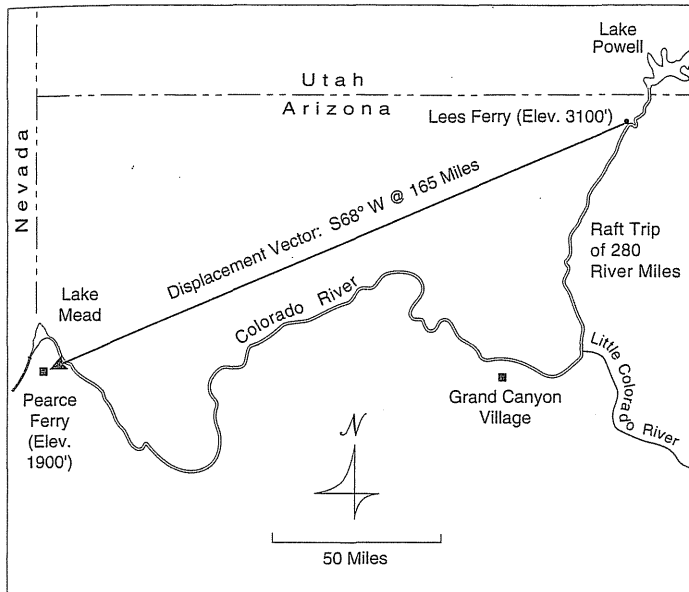 Lake
Powell
Utah
Arizona
Nevada
Lees Ferry (Elev. 3100')
Displacement Vector: S68° W @ 165 Miles
Raft Trip
of 280
River Miles
Lake
Mead
Colorado River
Little Colorado River
Pearce
Ferry
(Elev.
1900')
Grand Canyon
Village
N
50 Miles